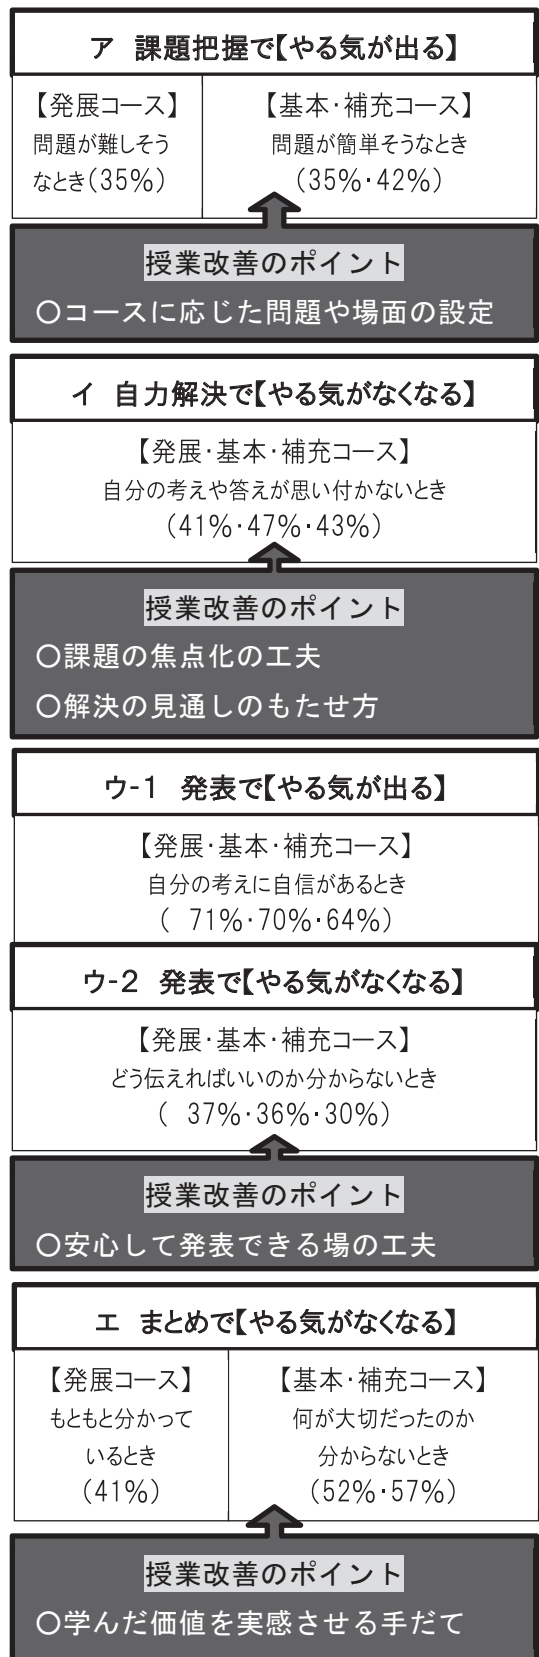 ア 課題把握で【やる気が出る】
【発展コース】
問題が難しそう
なとき(35%)
【基本・補充コース】
問題が簡単そうなとき
(35%・42%)
授業改善のポイント
○コースに応じた問題や場面の設定
イ 自力解決で【やる気がなくなる】
【発展・基本・補充コース】
自分の考えや答えが思い付かないとき
(41%・47%・43%)
授業改善のポイント
○課題の焦点化の工夫
○解決の見通しのもたせ方
ウ-1 発表で【やる気が出る】
【発展・基本・補充コース】
自分の考えに自信があるとき
( 71%・70%・64%)
ウ-2 発表で【やる気がなくなる】
【発展・基本・補充コース】
どう伝えればいいのか分からないとき
( 37%・36%・30%)
授業改善のポイント
○安心して発表できる場の工夫
エ まとめで【やる気がなくなる】
【発展コース】
もともと分かって
いるとき
(41%)
【基本・補充コース】
何が大切だったのか
分からないとき
(52%・57%)
授業改善のポイント
○学んだ価値を実感させる手だて